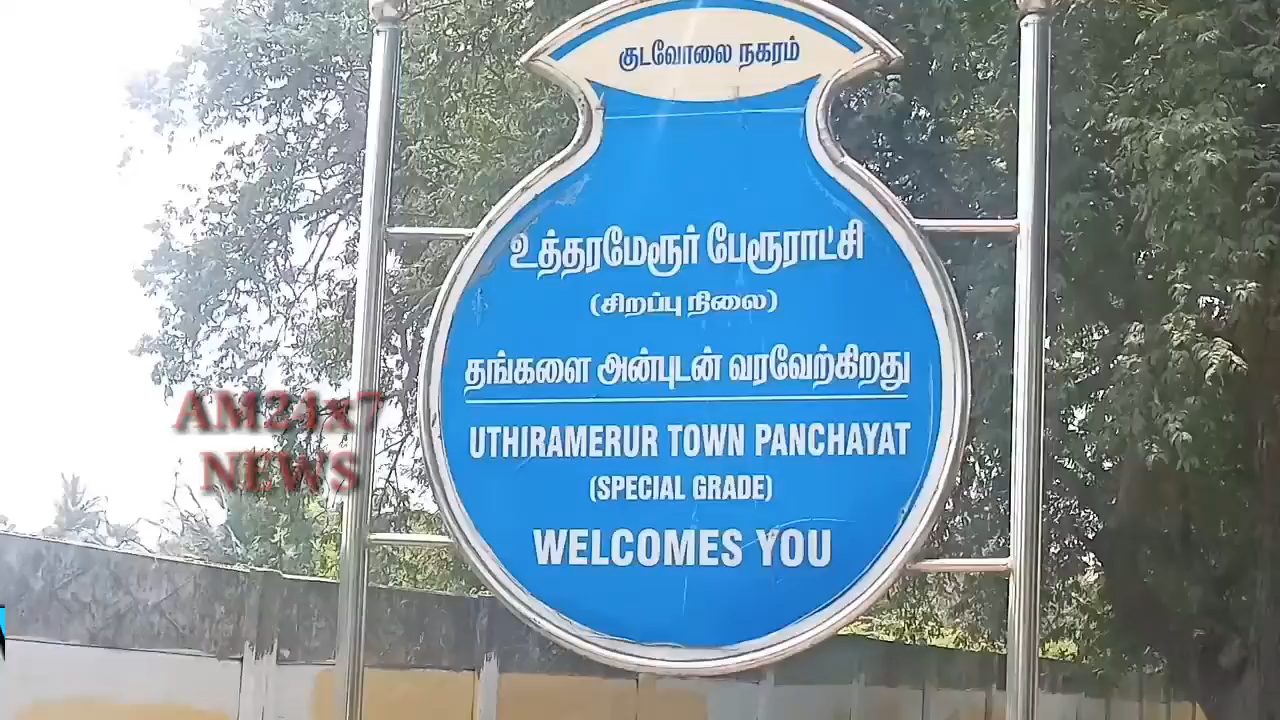 குடவோலை நகரம்
உத்தரமேரூர் பேரூராட்சி
(சிறப்பு நிலை)
தங்களை அன்புடன் வரவேற்கிறது
UTHIRAMERUR TOWN PANCHAYAT
(SPECIAL GRADE)
WELCOMES YOU
AM24x7
NEWS